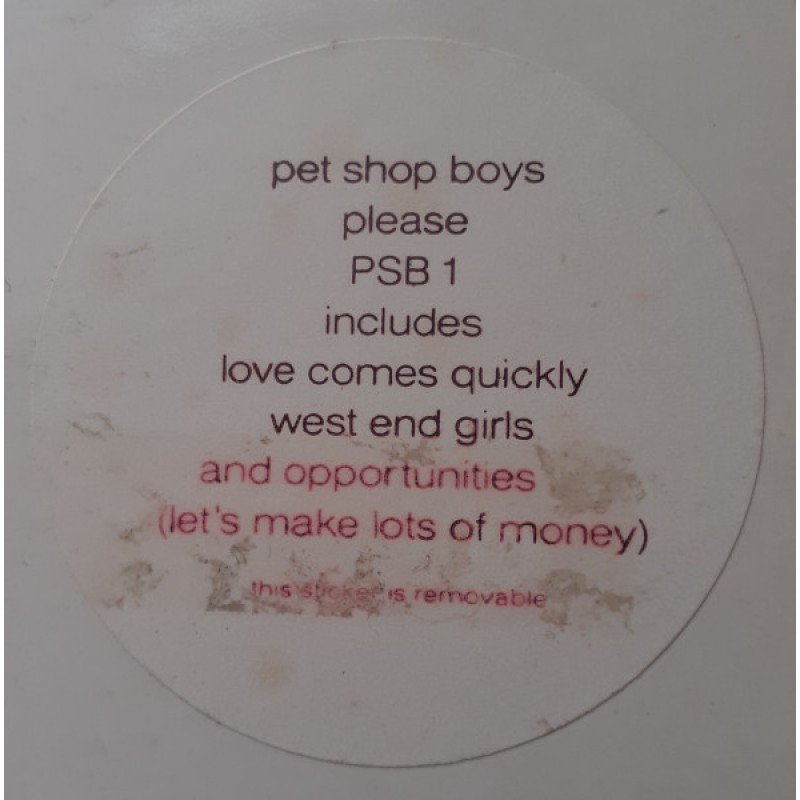 pet shop boys
please
PSB 1
includes
love comes quickly
west end girls
and opportunities
(let's make lots of money)
this sticker is removable